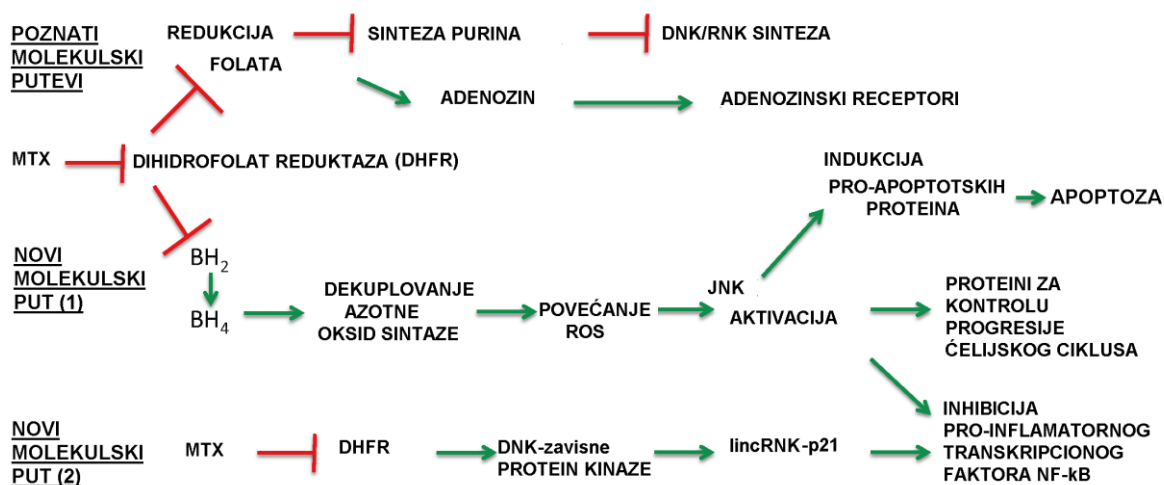 POZNATI
MOLEKULSKI
PUTEVI
REDUKCIJA
FOLATA
SINTEZA PURINA
DNK/RNK SINTEZA
ADENOZIN
ADENOZINSKI RECEPTORI
MTX
DIHIDROFOLAT REDUKTAZA (DHFR)
INDUKCIJA
PRO-APOPTOTSKIH
PROTEINA
APOPTOZA
NOVI
MOLEKULSKI
PUT (1)
BH₂
BH₄
DEKUPLOVANJE
AZOTNE
OKSID SINTAZE
POVEĆANJE
ROS
JNK
AKTIVACIJA
PROTEINI ZA
KONTROLU
PROGRESIJE
ĆELIJSKOG CIKLUSA
NOVI
MOLEKULSKI
PUT (2)
MTX
DHFR
DNK-zavisne
PROTEIN KINAZE
lincRNK-p21
INHIBICIJA
PRO-INFLAMATORNOG
TRANSKRIPCIONOG
FAKTORA NF-kB